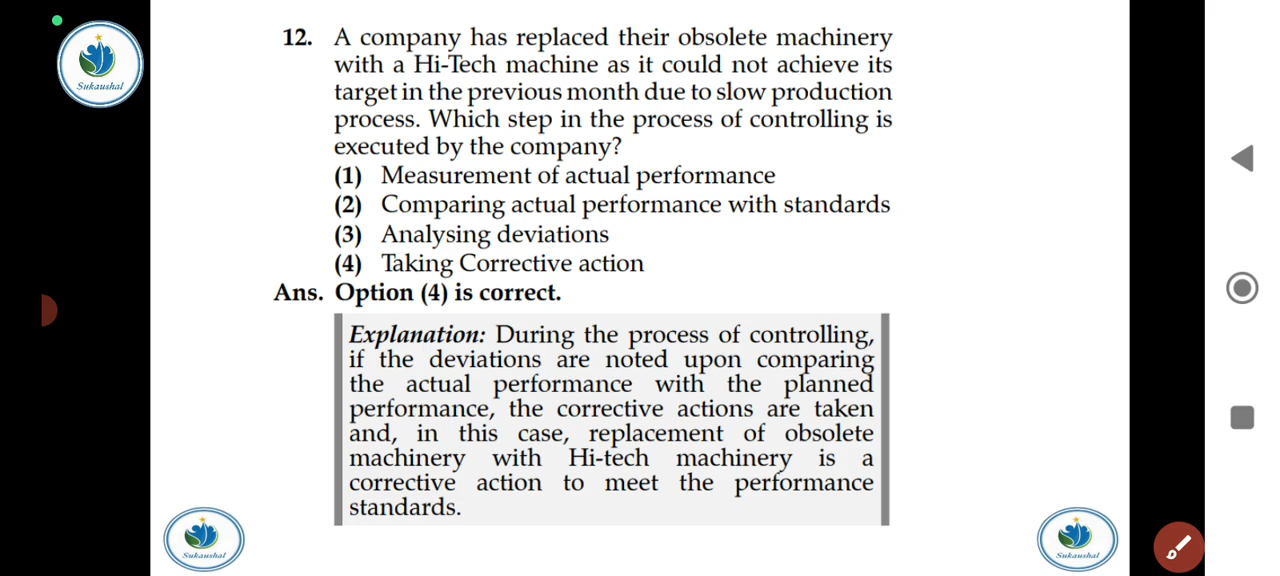 Sukaushal
12. A company has replaced their obsolete machinery
with a Hi-Tech machine as it could not achieve its
target in the previous month due to slow production
process. Which step in the process of controlling is
executed by the company?
(1) Measurement of actual performance
(2) Comparing actual performance with standards
(3) Analysing deviations
(4) Taking Corrective action
Ans. Option (4) is correct.
Explanation: During the process of controlling,
if the deviations are noted upon comparing
the actual performance with the planned
performance, the corrective actions are taken
and, in this case, replacement of obsolete
machinery with Hi-tech machinery is a
corrective action to meet the performance
standards.
Sukaushal
Sukaushal